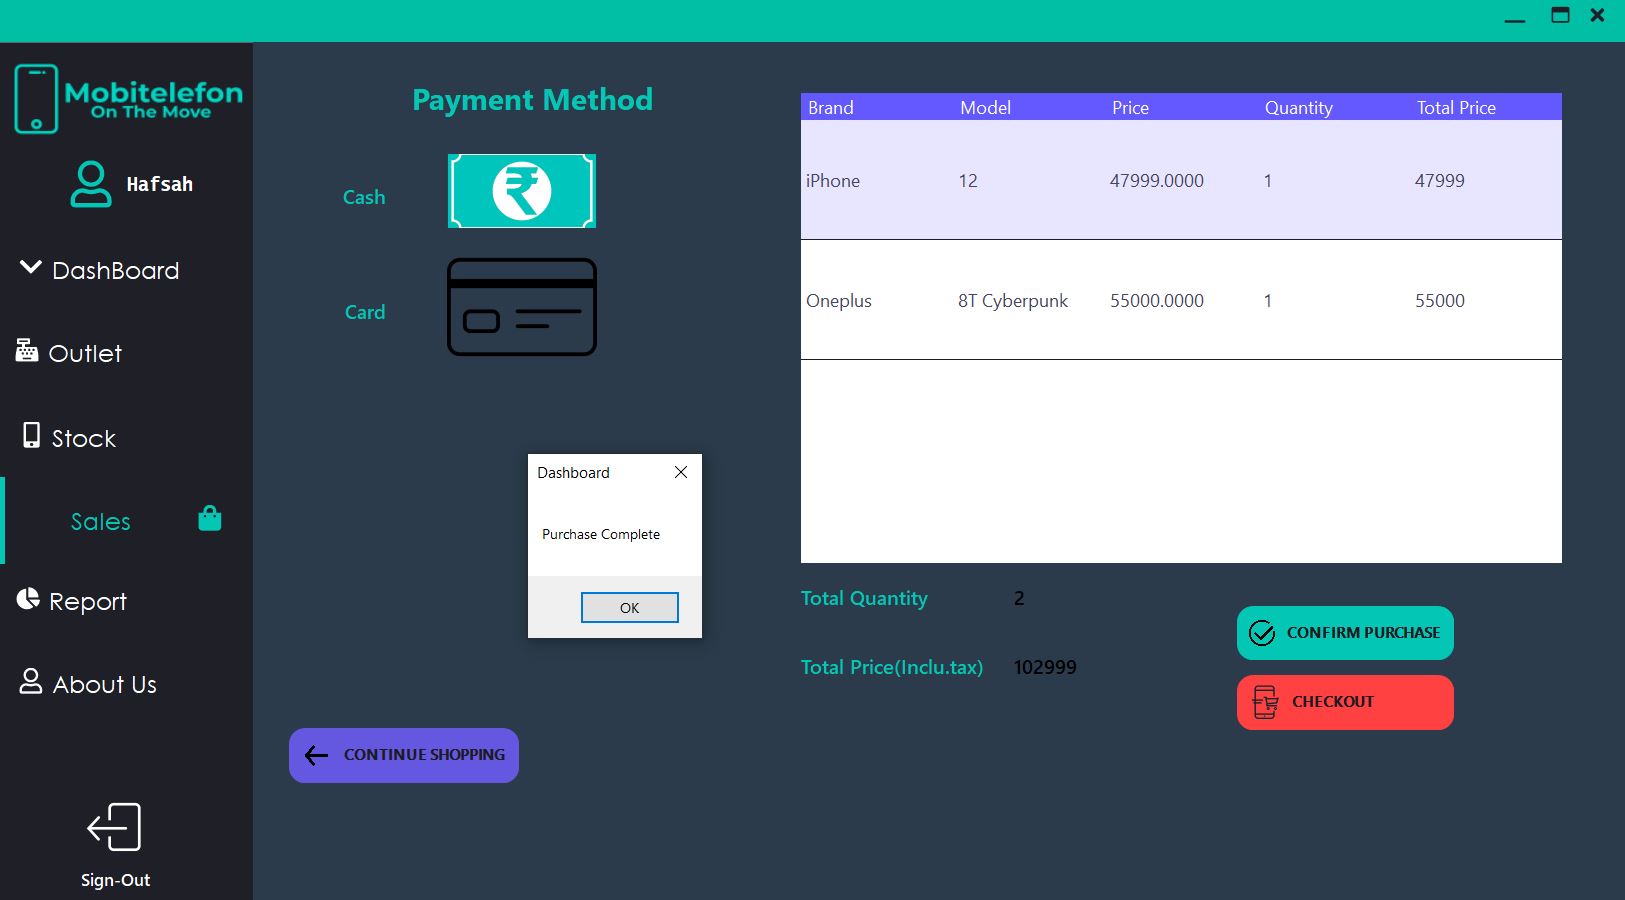 Mobitelefon
On The Move
Hafsah
DashBoard
Outlet
Stock
Sales
Report
About Us
Sign-Out
Payment Method
Cash
₹
Card
Dashboard
Purchase Complete
OK
CONTINUE SHOPPING
Brand Model Price Quantity Total Price
iPhone 12 47999.0000 1 47999
Oneplus 8T Cyberpunk 55000.0000 1 55000
Total Quantity 2
Total Price(Inclu.tax) 102999
CONFIRM PURCHASE
CHECKOUT